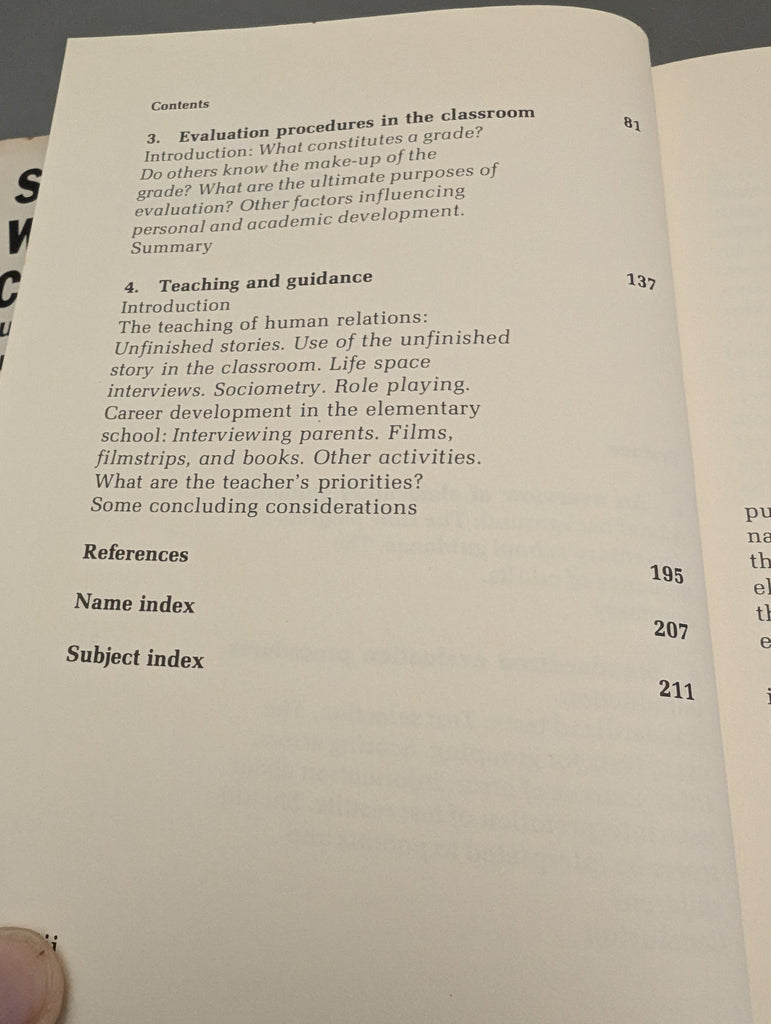 Contents
3. Evaluation procedures in the classroom 81
Introduction: What constitutes a grade?
Do others know the make-up of the
grade? What are the ultimate purposes of
evaluation? Other factors influencing
personal and academic development.
Summary
4. Teaching and guidance 137
Introduction
The teaching of human relations:
Unfinished stories. Use of the unfinished
story in the classroom. Life space
interviews. Sociometry. Role playing.
Career development in the elementary
school: Interviewing parents. Films,
filmstrips, and books. Other activities.
What are the teacher's priorities?
Some concluding considerations
References 195
Name index 207
Subject index 211